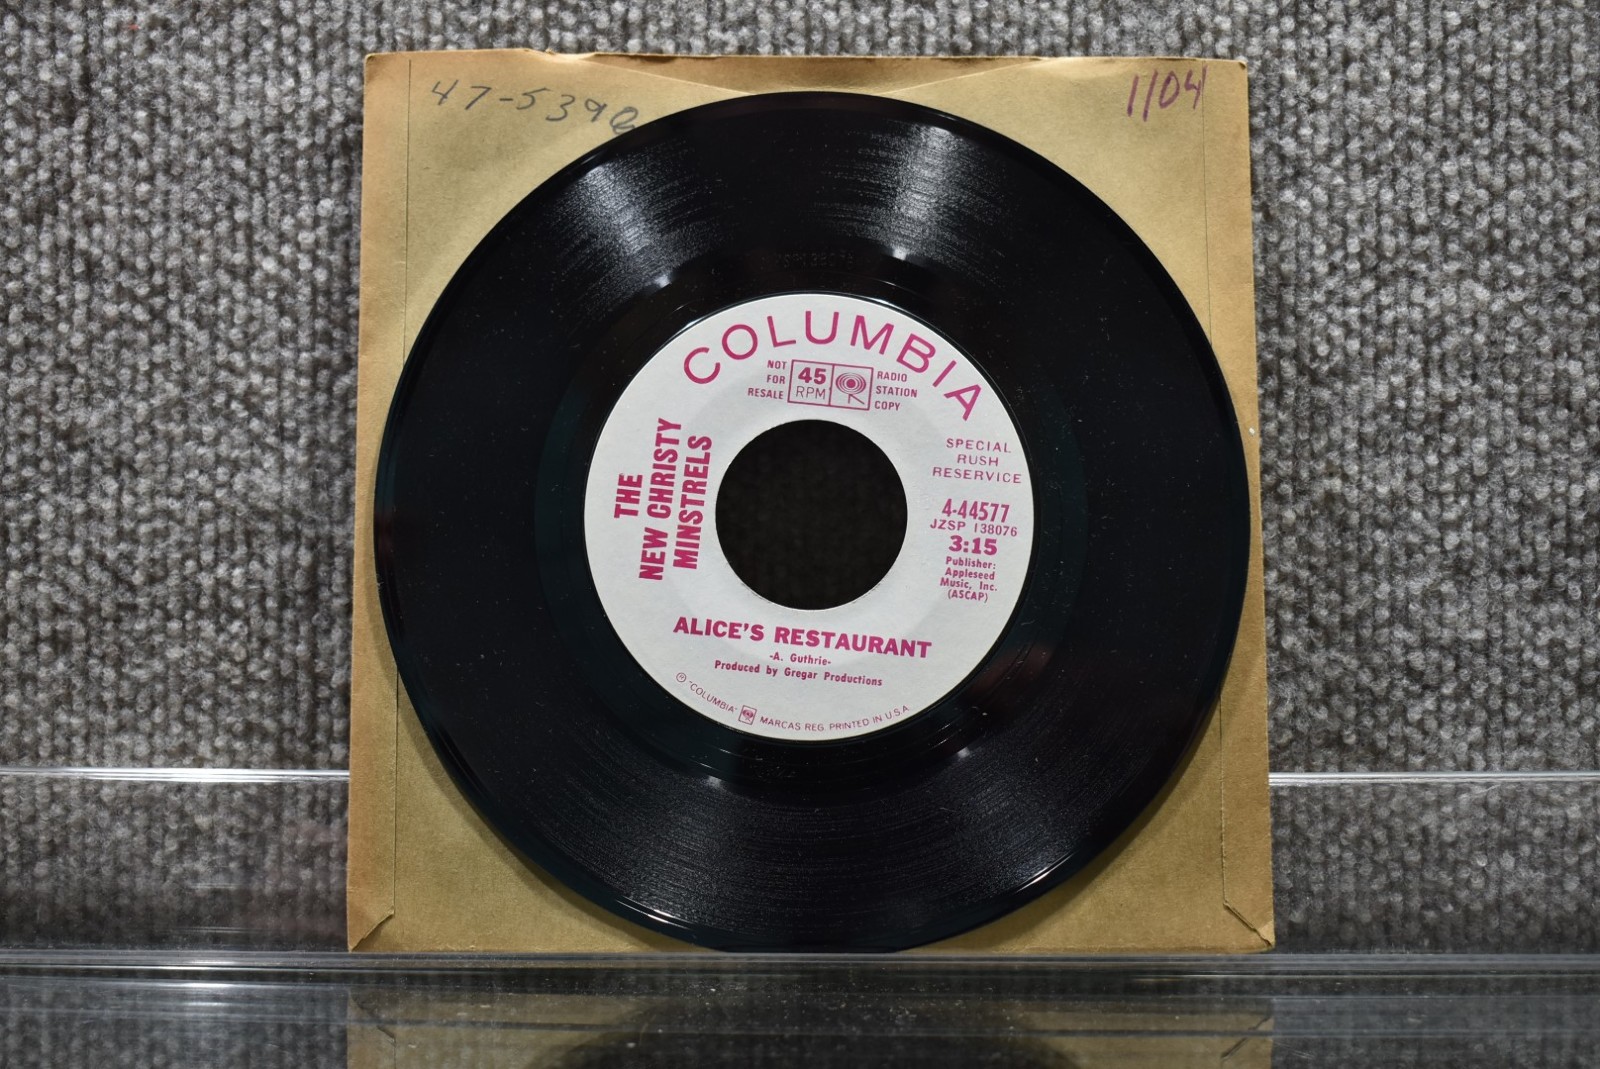 1104
COLUMBIA
NOT
FOR
RESALE
45
RPM
RADIO
STATION
COPY
SPECIAL
RUSH
RESERVICE
THE
NEW CHRISTY
MINSTRELS
4-44577
JZSP 138076
3:15
Publisher:
Appleseed
Music, Inc.
(ASCAP)
ALICE'S RESTAURANT
-A. Guthrie-
Produced by Gregar Productions
Ⓟ "COLUMBIA" MARCAS REG. PRINTED IN U.S.A.